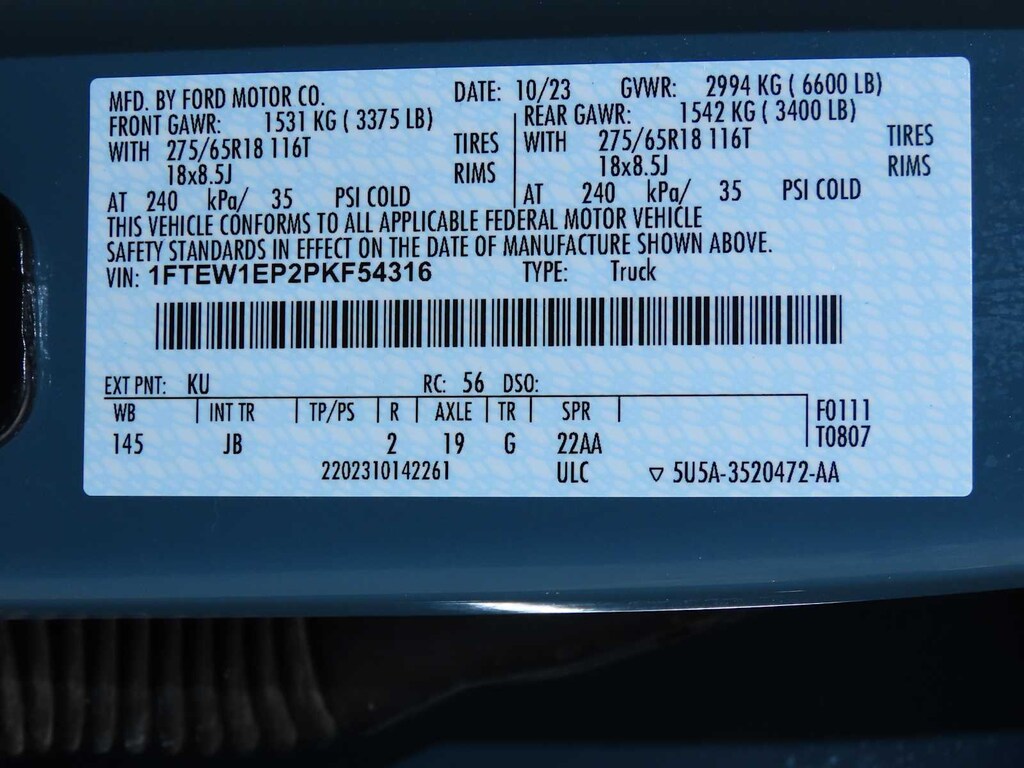 MFD. BY FORD MOTOR CO. DATE: 10/23 GVWR: 2994 KG ( 6600 LB)
FRONT GAWR: 1531 KG ( 3375 LB) REAR GAWR: 1542 KG ( 3400 LB)
WITH 275/65R18 116T TIRES WITH 275/65R18 116T TIRES
18x8.5J RIMS 18x8.5J RIMS
AT 240 kPa/ 35 PSI COLD AT 240 kPa/ 35 PSI COLD
THIS VEHICLE CONFORMS TO ALL APPLICABLE FEDERAL MOTOR VEHICLE
SAFETY STANDARDS IN EFFECT ON THE DATE OF MANUFACTURE SHOWN ABOVE.
VIN: 1FTEW1EP2PKF54316 TYPE: Truck
EXT PNT: KU RC: 56 DSO:
WB INT TR TP/PS R AXLE TR SPR F0111
145 JB 2 19 G 22AA T0807
2202310142261 ULC ▽ 5U5A-3520472-AA